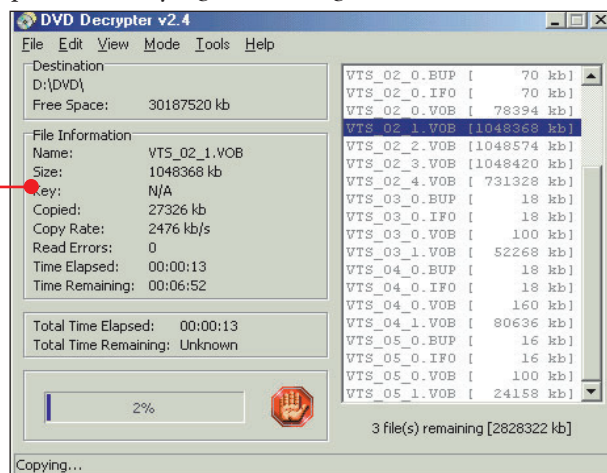 DVD Decrypter v2.4
File Edit View Mode Tools Help
Destination
D:\DVD\
Free Space: 30187520 kb
File Information
Name: VTS_02_1.VOB
Size: 1048368 kb
Key: N/A
Copied: 27326 kb
Copy Rate: 2476 kb/s
Read Errors: 0
Time Elapsed: 00:00:13
Time Remaining: 00:06:52
Total Time Elapsed: 00:00:13
Total Time Remaining: Unknown
2%
VTS_02_0.BUP [ 70 kb]
VTS_02_0.IFO [ 70 kb]
VTS_02_0.VOB [ 78394 kb]
VTS_02_1.VOB [1048368 kb]
VTS_02_2.VOB [1048574 kb]
VTS_02_3.VOB [1048420 kb]
VTS_02_4.VOB [ 731328 kb]
VTS_03_0.BUP [ 18 kb]
VTS_03_0.IFO [ 18 kb]
VTS_03_0.VOB [ 100 kb]
VTS_03_1.VOB [ 52268 kb]
VTS_04_0.BUP [ 18 kb]
VTS_04_0.IFO [ 18 kb]
VTS_04_0.VOB [ 160 kb]
VTS_04_1.VOB [ 80636 kb]
VTS_05_0.BUP [ 16 kb]
VTS_05_0.IFO [ 16 kb]
VTS_05_0.VOB [ 100 kb]
VTS_05_1.VOB [ 24158 kb]
3 file(s) remaining [2828322 kb]
Copying...